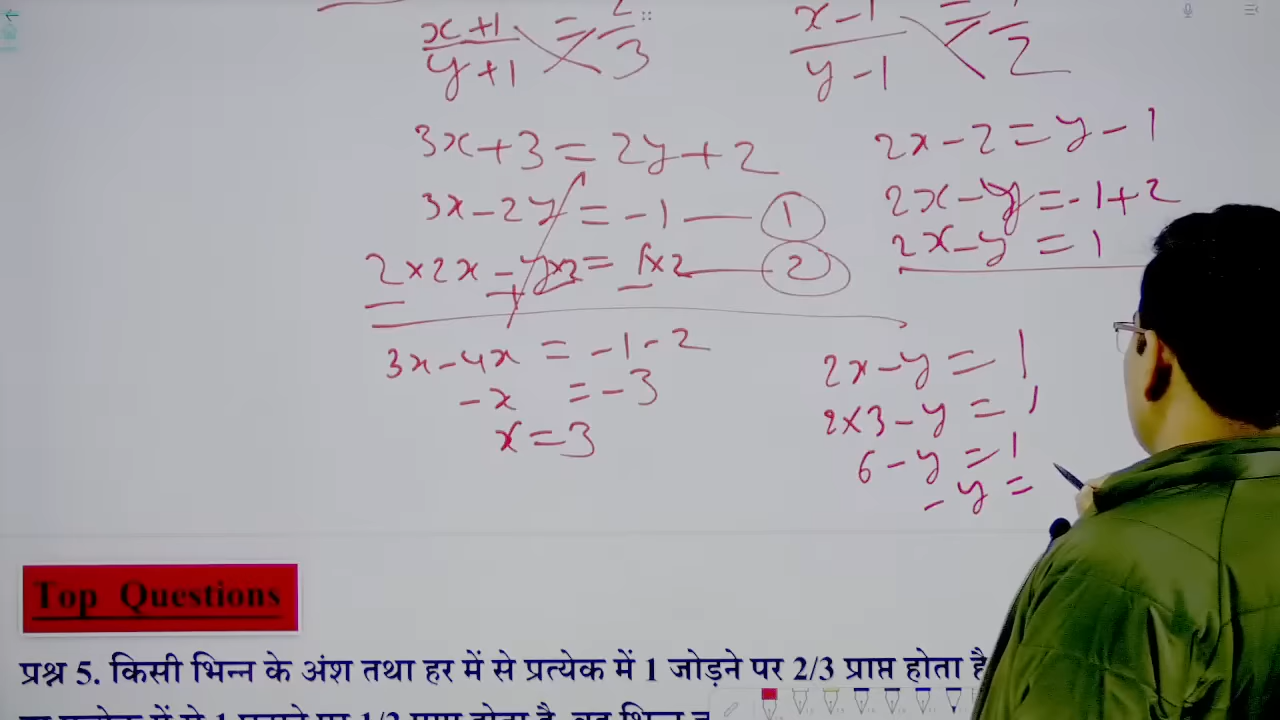 x+1/y+1 = 2/3
3x+3=2y+2
3x-2y = -1 — 1
2×2x - y×2 = 1×2 — 2
3x-4x = -1-2
-x = -3
x=3
x-1/y-1 = 1/2
2x-2=y-1
2x-y=-1+2
2x-y = 1
2x-y = 1
2×3-y = 1
6-y=1
-y=
Top Questions
प्रश्न 5. किसी भिन्न के अंश तथा हर में से प्रत्येक में 1 जोड़ने पर 2/3 प्राप्त होता है